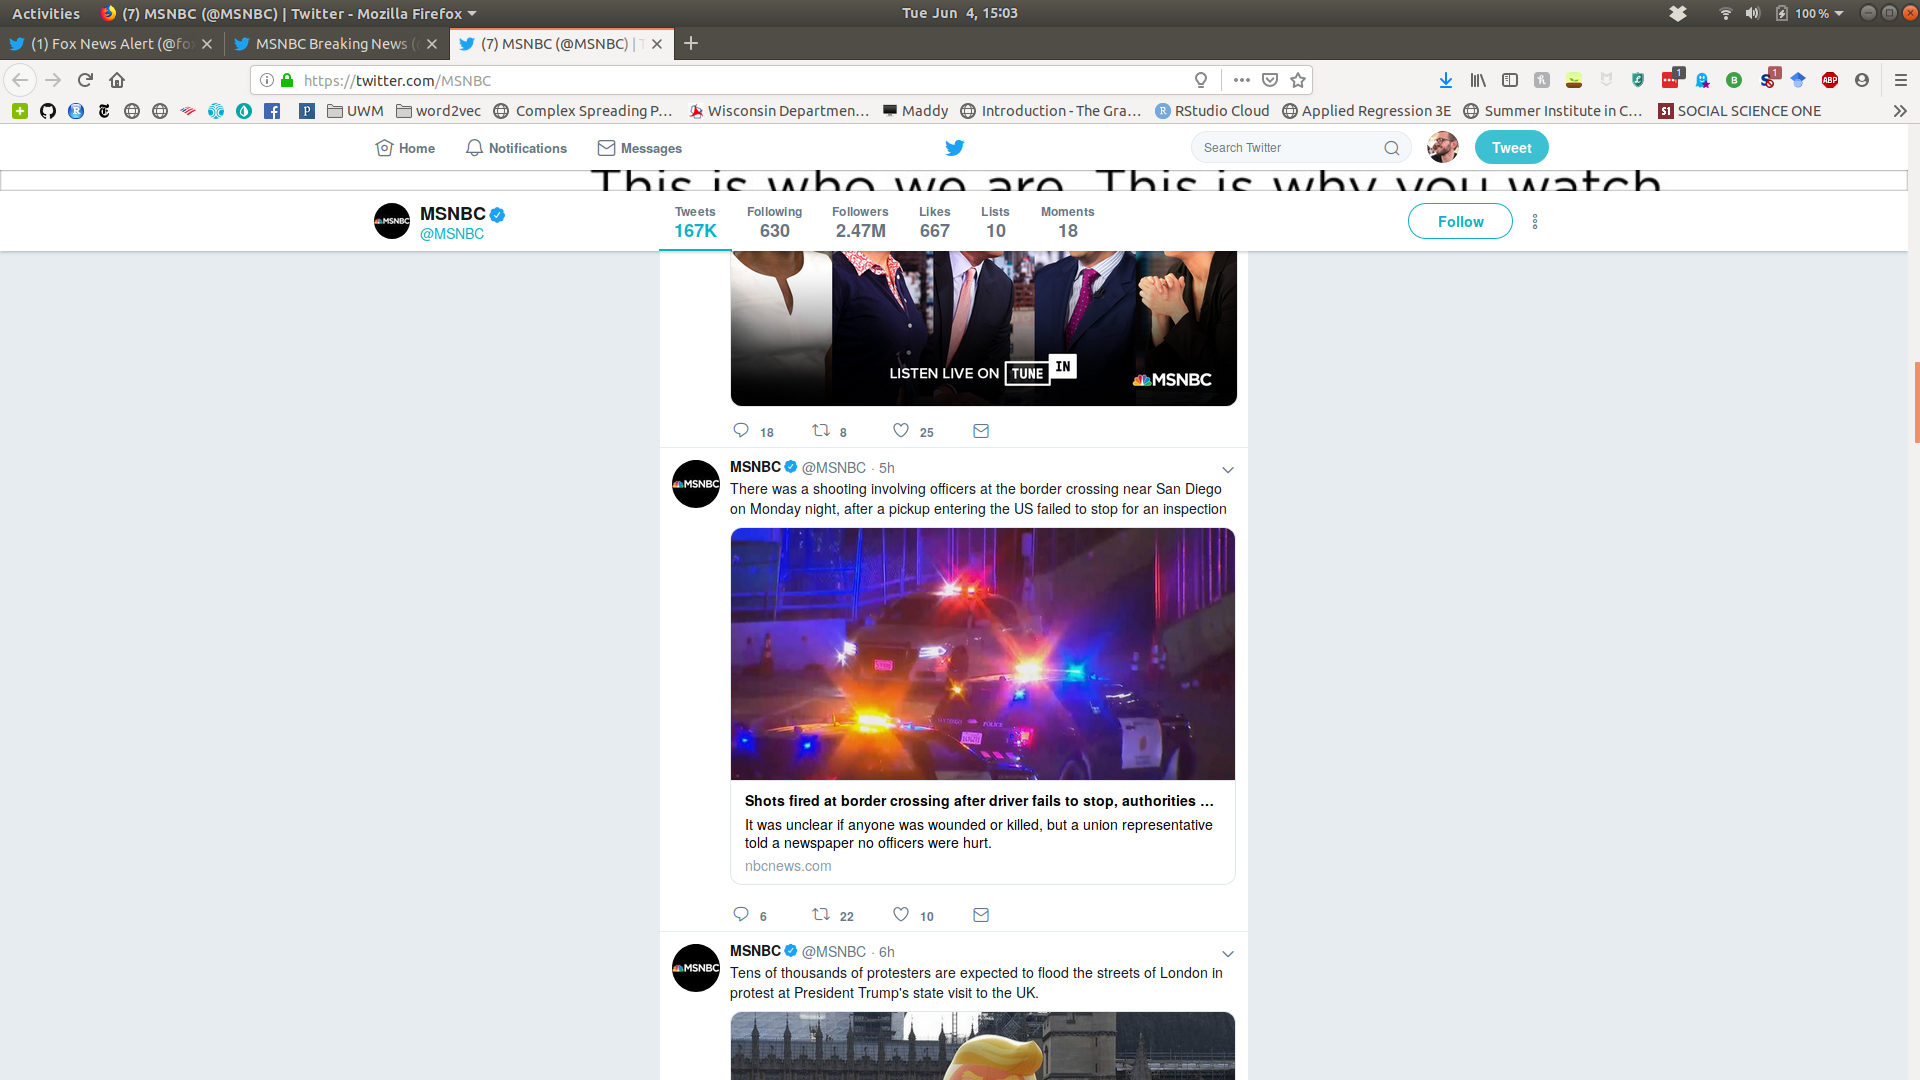 Activities
(7) MSNBC (@MSNBC) | Twitter - Mozilla Firefox
Tue Jun 4, 15:03
100 %
(1) Fox News Alert (@fo
MSNBC Breaking News (
(7) MSNBC (@MSNBC) | T
https://twitter.com/MSNBC
1
1
ABP
UWM
word2vec
Complex Spreading P…
Wisconsin Departmen…
Maddy
Introduction - The Gra…
RStudio Cloud
Applied Regression 3E
Summer Institute in C…
SOCIAL SCIENCE ONE
Home
Notifications
Messages
Search Twitter
Tweet
This is who we are. This is why you watch
MSNBC
MSNBC
@MSNBC
Tweets
167K
Following
630
Followers
2.47M
Likes
667
Lists
10
Moments
18
Follow
LISTEN LIVE ON TUNE IN
MSNBC
18
8
25
MSNBC
MSNBC @MSNBC · 5h
There was a shooting involving officers at the border crossing near San Diego
on Monday night, after a pickup entering the US failed to stop for an inspection
POLICE
Shots fired at border crossing after driver fails to stop, authorities …
It was unclear if anyone was wounded or killed, but a union representative
told a newspaper no officers were hurt.
nbcnews.com
6
22
10
MSNBC
MSNBC @MSNBC · 6h
Tens of thousands of protesters are expected to flood the streets of London in
protest at President Trump's state visit to the UK.